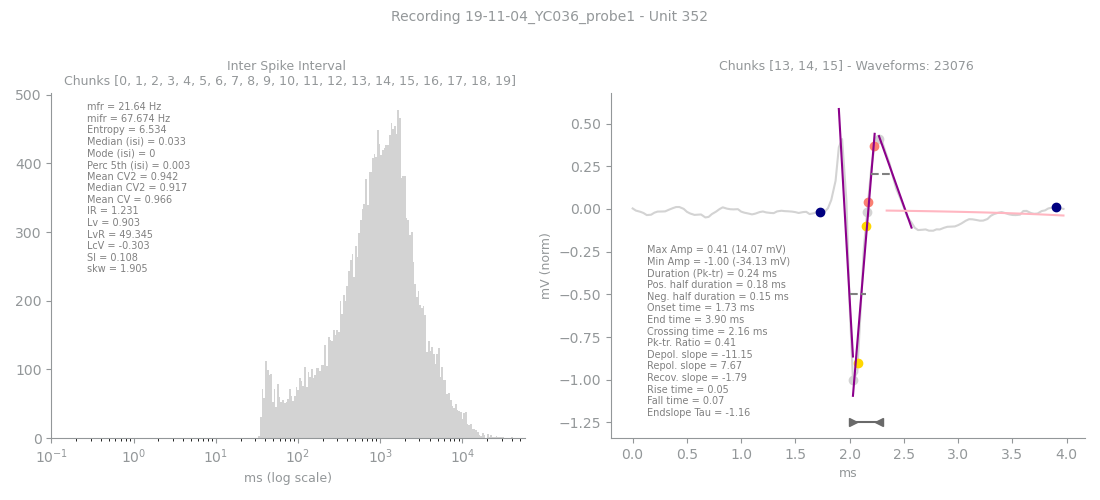 Recording 19-11-04_YC036_probe1 - Unit 352
Inter Spike Interval
Chunks [0, 1, 2, 3, 4, 5, 6, 7, 8, 9, 10, 11, 12, 13, 14, 15, 16, 17, 18, 19]
500
400
300
200
100
0
mfr = 21.64 Hz
mifr = 67.674 Hz
Entropy = 6.534
Median (isi) = 0.033
Mode (isi) = 0
Perc 5th (isi) = 0.003
Mean CV2 = 0.942
Median CV2 = 0.917
Mean CV = 0.966
IR = 1.231
Lv = 0.903
LvR = 49.345
LcV = -0.303
SI = 0.108
skw = 1.905
10⁻¹ 10⁰ 10¹ 10² 10³ 10⁴
ms (log scale)
Chunks [13, 14, 15] - Waveforms: 23076
mV (norm)
0.50
0.25
0.00
−0.25
−0.50
−0.75
−1.00
−1.25
Max Amp = 0.41 (14.07 mV)
Min Amp = -1.00 (-34.13 mV)
Duration (Pk-tr) = 0.24 ms
Pos. half duration = 0.18 ms
Neg. half duration = 0.15 ms
Onset time = 1.73 ms
End time = 3.90 ms
Crossing time = 2.16 ms
Pk-tr. Ratio = 0.41
Depol. slope = -11.15
Repol. slope = 7.67
Recov. slope = -1.79
Rise time = 0.05
Fall time = 0.07
Endslope Tau = -1.16
0.0 0.5 1.0 1.5 2.0 2.5 3.0 3.5 4.0
ms